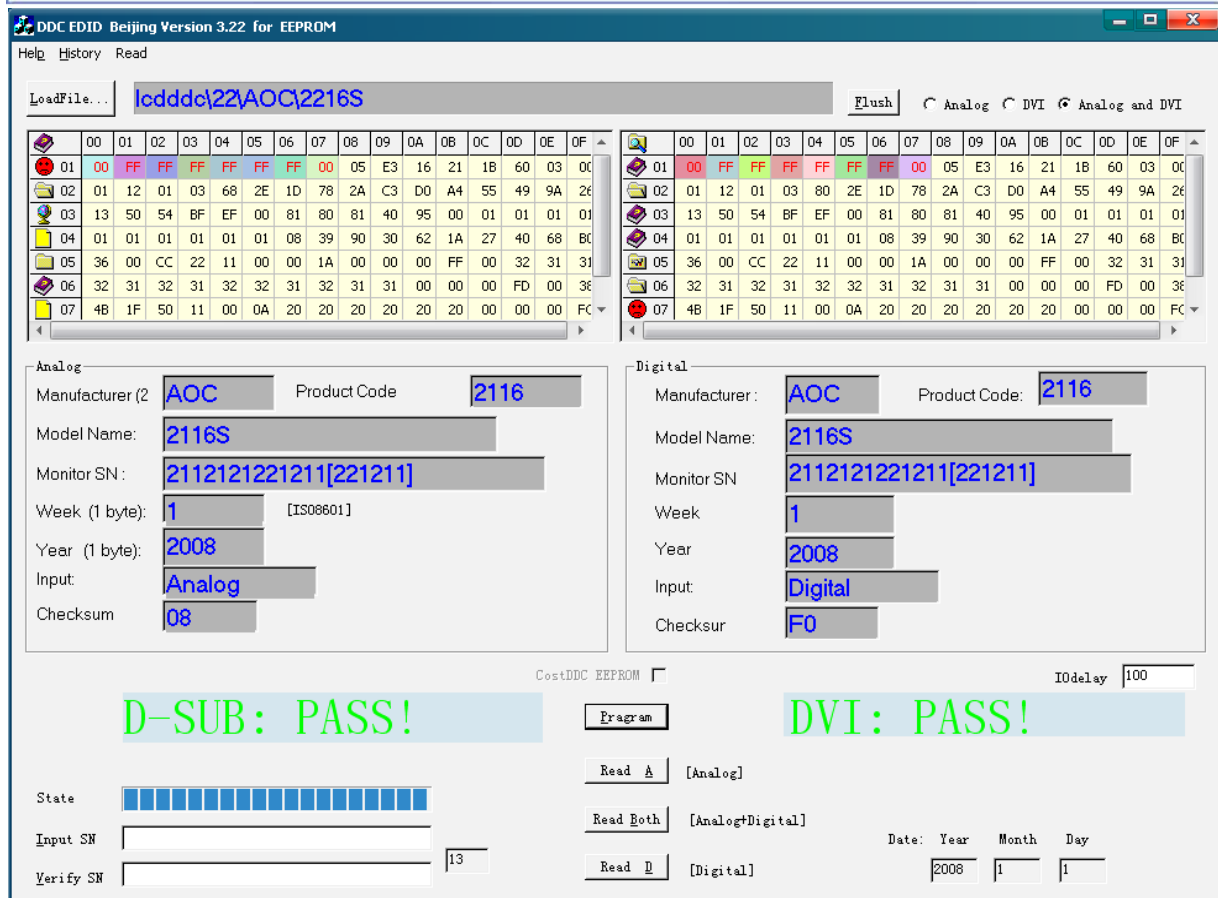 DDC EDID Beijing Version 3.22 for EEPROM
Help History Read
LoadFile... lcdddc\22\AOC\2216S Flush Analog DVI Analog and DVI
00 01 02 03 04 05 06 07 08 09 0A 0B 0C 0D 0E 0F
01 00 FF FF FF FF FF FF 00 05 E3 16 21 1B 60 03
02 01 12 01 03 68 2E 1D 78 2A C3 D0 A4 55 49 9A 26
03 13 50 54 BF EF 00 81 80 81 40 95 00 01 01 01 01
04 01 01 01 01 01 01 08 39 90 30 62 1A 27 40 68
05 36 00 CC 22 11 00 00 1A 00 00 00 FF 00 32 31 31
06 32 31 32 31 32 32 31 32 31 31 00 00 00 FD 00
07 4B 1F 50 11 00 0A 20 20 20 20 20 00 00 00
00 01 02 03 04 05 06 07 08 09 0A 0B 0C 0D 0E 0F
01 00 FF FF FF FF FF FF 00 05 E3 16 21 1B 60 03
02 01 12 01 03 80 2E 1D 78 2A C3 D0 A4 55 49 9A 26
03 13 50 54 BF EF 00 81 80 81 40 95 00 01 01 01 01
04 01 01 01 01 01 01 08 39 90 30 62 1A 27 40 68
05 36 00 CC 22 11 00 00 1A 00 00 00 FF 00 32 31 31
06 32 31 32 31 32 32 31 32 31 31 00 00 00 FD 00
07 4B 1F 50 11 00 0A 20 20 20 20 20 00 00 00
Analog
Manufacturer (2 AOC Product Code 2116
Model Name: 2116S
Monitor SN : 2112121221211[221211]
Week (1 byte): 1 [ISO8601]
Year (1 byte): 2008
Input: Analog
Checksum 08
Digital
Manufacturer : AOC Product Code: 2116
Model Name: 2116S
Monitor SN 2112121221211[221211]
Week 1
Year 2008
Input: Digital
Checksur F0
CostDDC EEPROM
IOdelay 100
D-SUB: PASS!
Pragram
DVI: PASS!
Read A [Analog]
State
Read Both [Analog+Digital]
Input SN
Verify SN
13
Read D [Digital]
Date: Year Month Day
2008 1 1